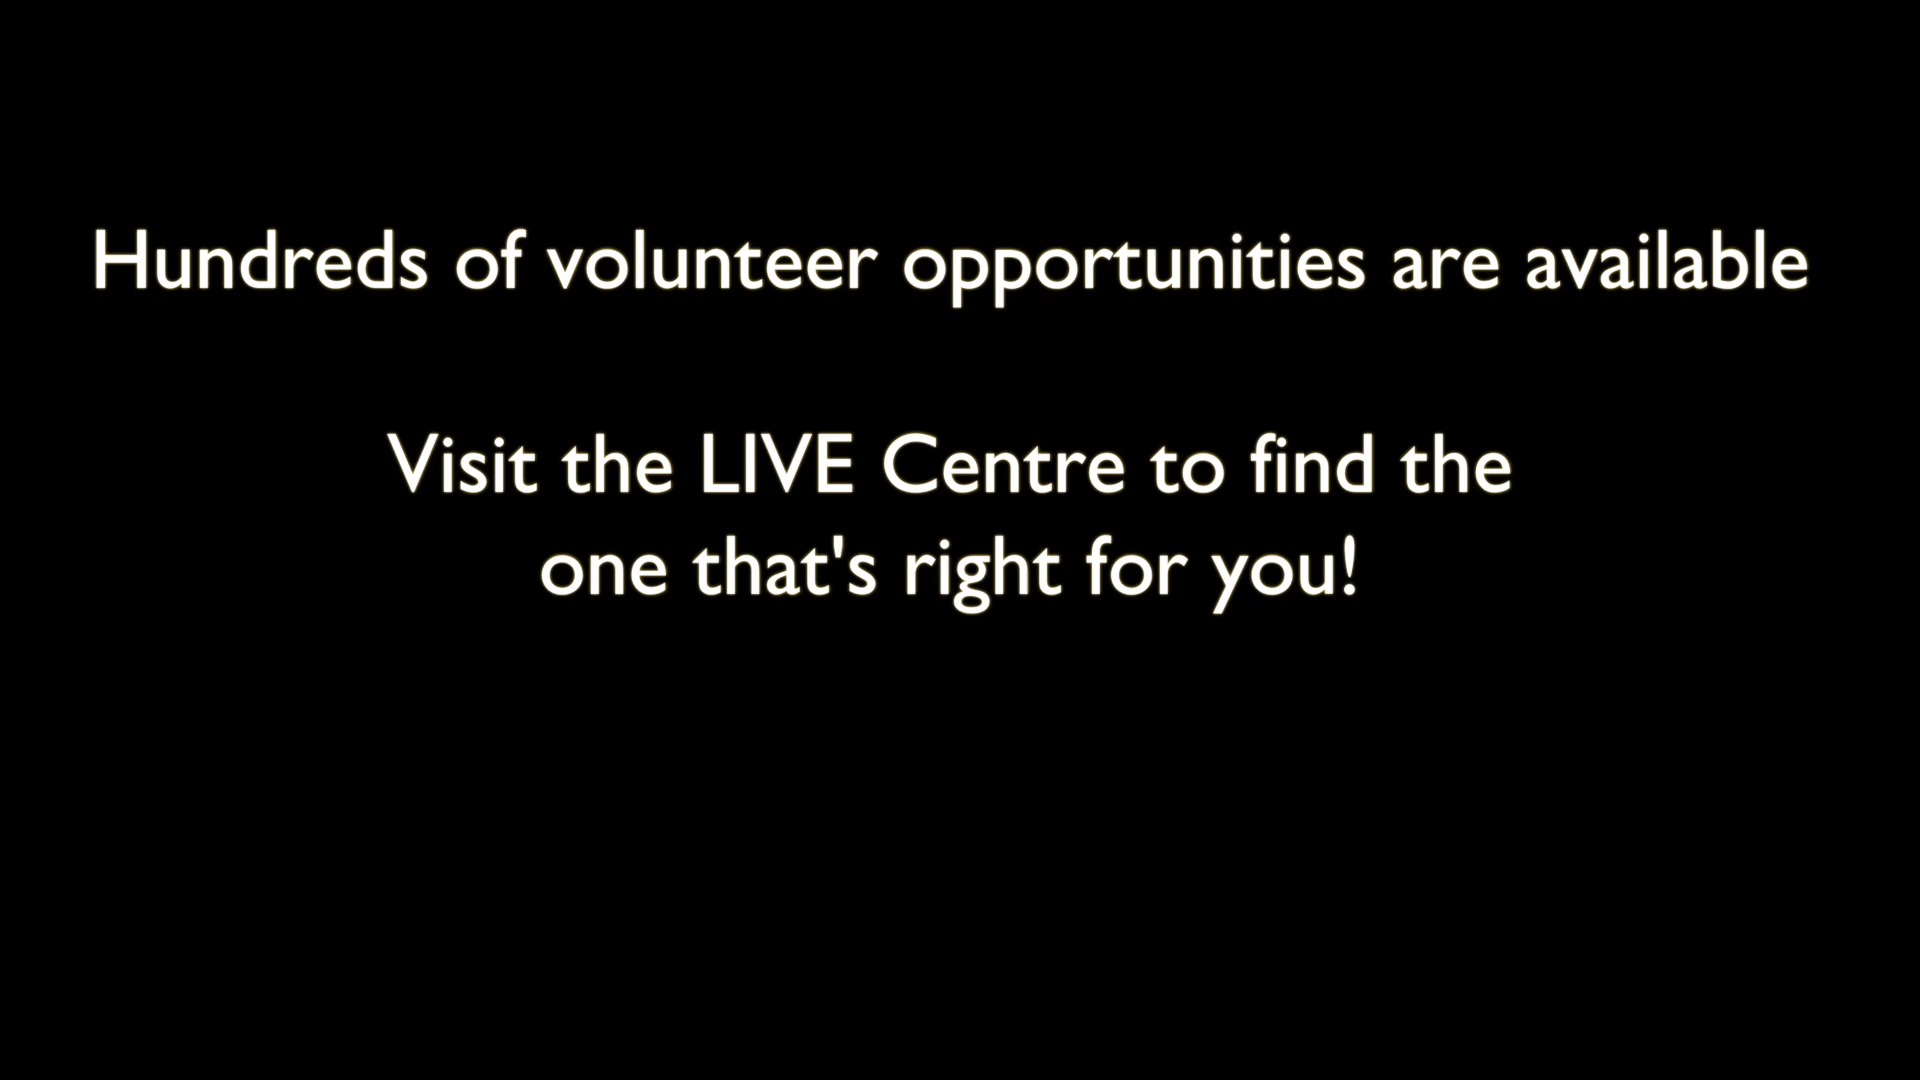 Hundreds of volunteer opportunities are available
Visit the LIVE Centre to find the
one that's right for you!